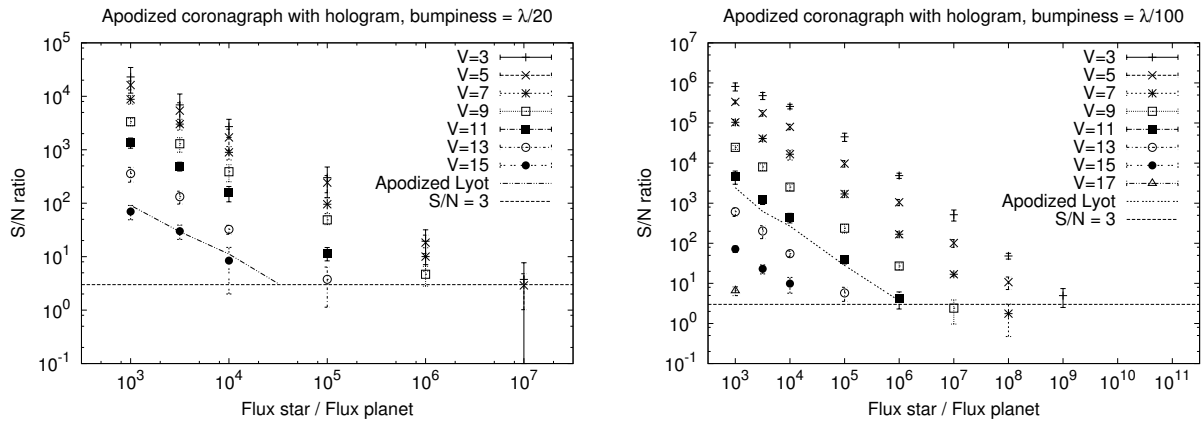 Apodized coronagraph with hologram, bumpiness = λ/20
10^5
10^4
10^3
10^2
10^1
10^0
10^-1
S/N ratio
V=3
V=5
V=7
V=9
V=11
V=13
V=15
Apodized Lyot
S/N = 3
10^3 10^4 10^5 10^6 10^7
Flux star / Flux planet
Apodized coronagraph with hologram, bumpiness = λ/100
10^7
10^6
10^5
10^4
10^3
10^2
10^1
10^0
10^-1
S/N ratio
V=3
V=5
V=7
V=9
V=11
V=13
V=15
V=17
Apodized Lyot
S/N = 3
10^3 10^4 10^5 10^6 10^7 10^8 10^9 10^10 10^11
Flux star / Flux planet